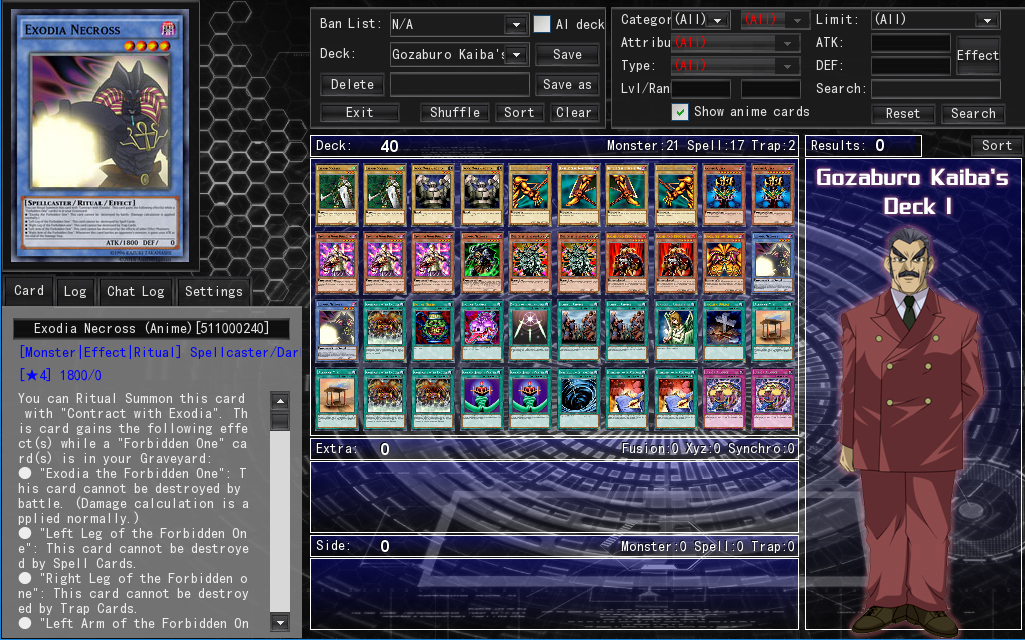 Exodia Necross
[Spellcaster / Ritual / Effect]
ATK/1800 DEF/ 0
Card
Log
Chat Log
Settings
Exodia Necross (Anime)[511000240]
[Monster|Effect|Ritual] Spellcaster/Dar
[★4] 1800/0
You can Ritual Summon this card
with "Contract with Exodia". Th
is card gains the following effe
ct(s) while a "Forbidden One" ca
rd(s) is in your Graveyard:
● "Exodia the Forbidden One": T
his card cannot be destroyed by
battle. (Damage calculation is a
pplied normally.)
● "Left Leg of the Forbidden On
e": This card cannot be destroye
d by Spell Cards.
● "Right Leg of the Forbidden o
ne": This card cannot be destroy
ed by Trap Cards.
● "Left Arm of the Forbidden On
Ban List:
N/A
AI deck
Deck:
Gozaburo Kaiba's
Save
Delete
Save as
Exit
Shuffle
Sort
Clear
Categor
(All)
(All)
Limit:
(All)
Attribu
(All)
ATK:
Effect
Type:
(All)
DEF:
Lvl/Ran
Search:
Show anime cards
Reset
Search
Deck:
40
Monster:21 Spell:17 Trap:2
Results:
0
Sort
Gozaburo Kaiba's
Deck 1
Extra:
0
Fusion:0 Xyz:0 Synchro:0
Side:
0
Monster:0 Spell:0 Trap:0